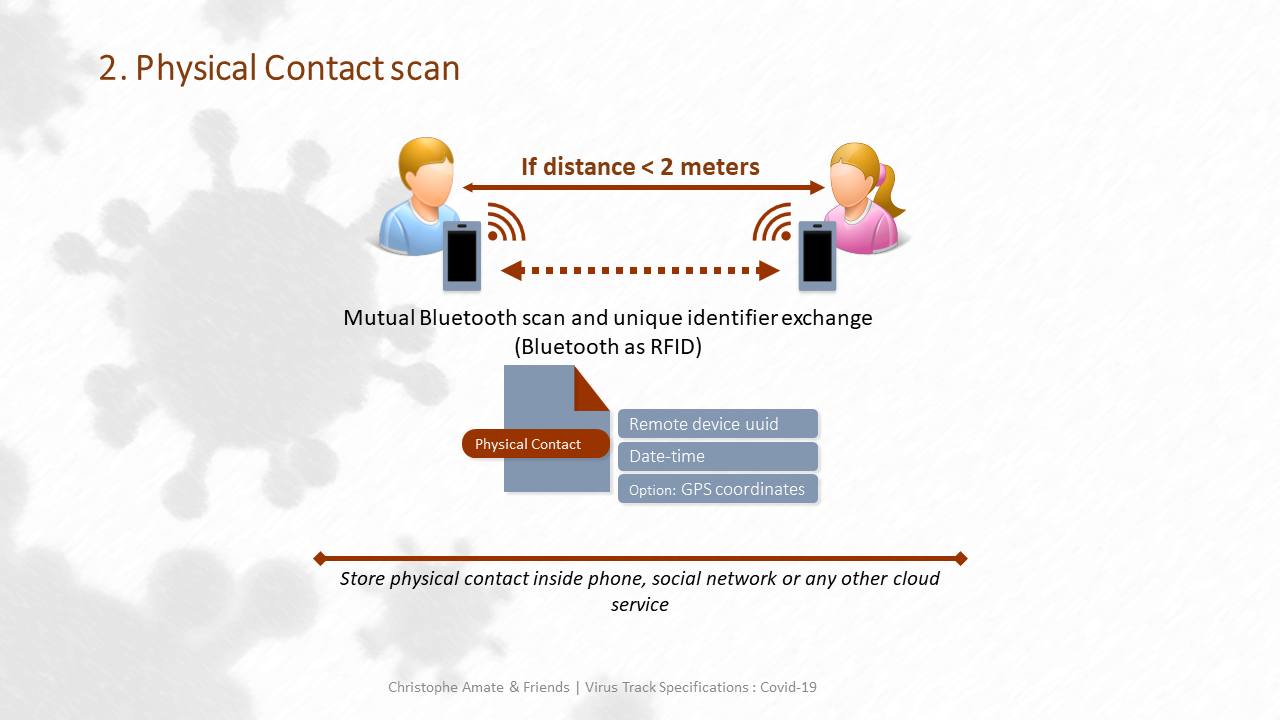 2. Physical Contact scan
If distance < 2 meters
Mutual Bluetooth scan and unique identifier exchange
(Bluetooth as RFID)
Remote device uuid
Physical Contact
Date-time
Option: GPS coordinates
Store physical contact inside phone, social network or any other cloud
service
Christophe Amate & Friends | Virus Track Specifications : Covid-19